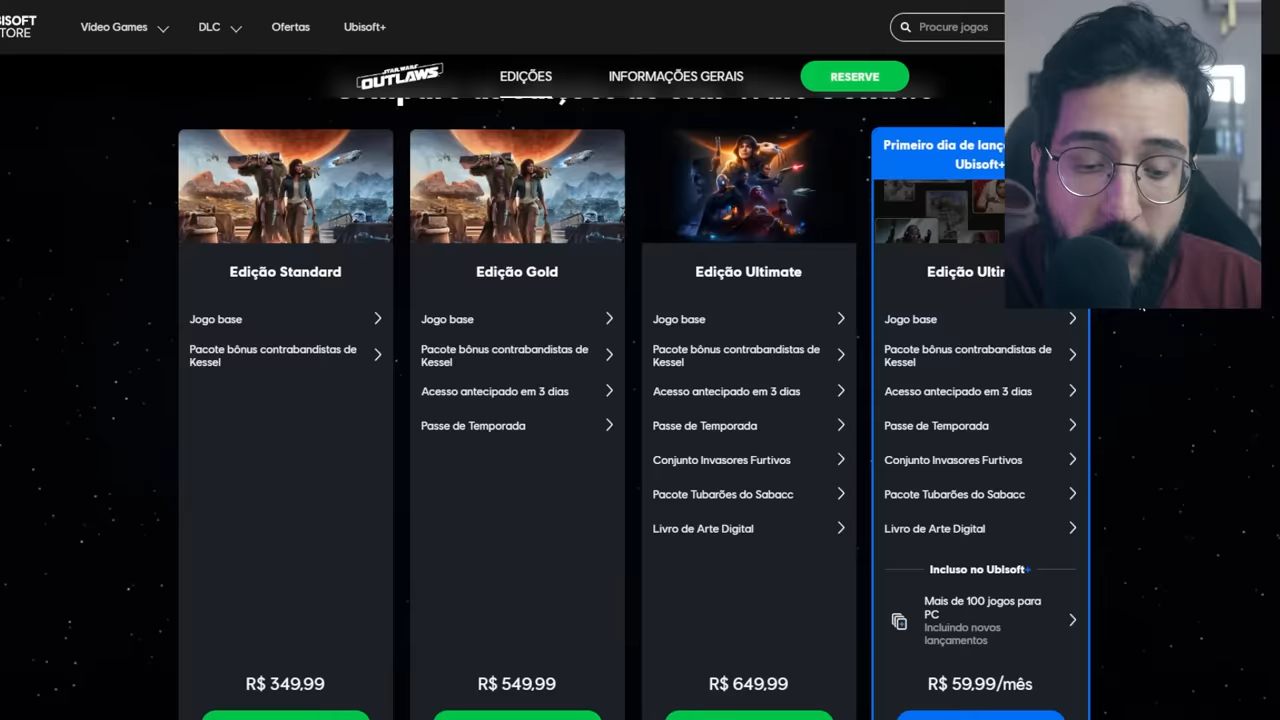 BISOFT
TORE
Vídeo Games
DLC
Ofertas
Ubisoft+
Procure jogos
STAR WARS
OUTLAWS
EDIÇÕES
INFORMAÇÕES GERAIS
RESERVE
Primeiro dia de lanç
Ubisoft+
Edição Standard
Jogo base
Pacote bônus contrabandistas de
Kessel
R$ 349,99
Edição Gold
Jogo base
Pacote bônus contrabandistas de
Kessel
Acesso antecipado em 3 dias
Passe de Temporada
R$ 549,99
Edição Ultimate
Jogo base
Pacote bônus contrabandistas de
Kessel
Acesso antecipado em 3 dias
Passe de Temporada
Conjunto Invasores Furtivos
Pacote Tubarões do Sabacc
Livro de Arte Digital
R$ 649,99
Edição Ultin
Jogo base
Pacote bônus contrabandistas de
Kessel
Acesso antecipado em 3 dias
Passe de Temporada
Conjunto Invasores Furtivos
Pacote Tubarões do Sabacc
Livro de Arte Digital
Incluso no Ubisoft+
Mais de 100 jogos para
PC
Incluindo novos
lançamentos
R$ 59,99/mês